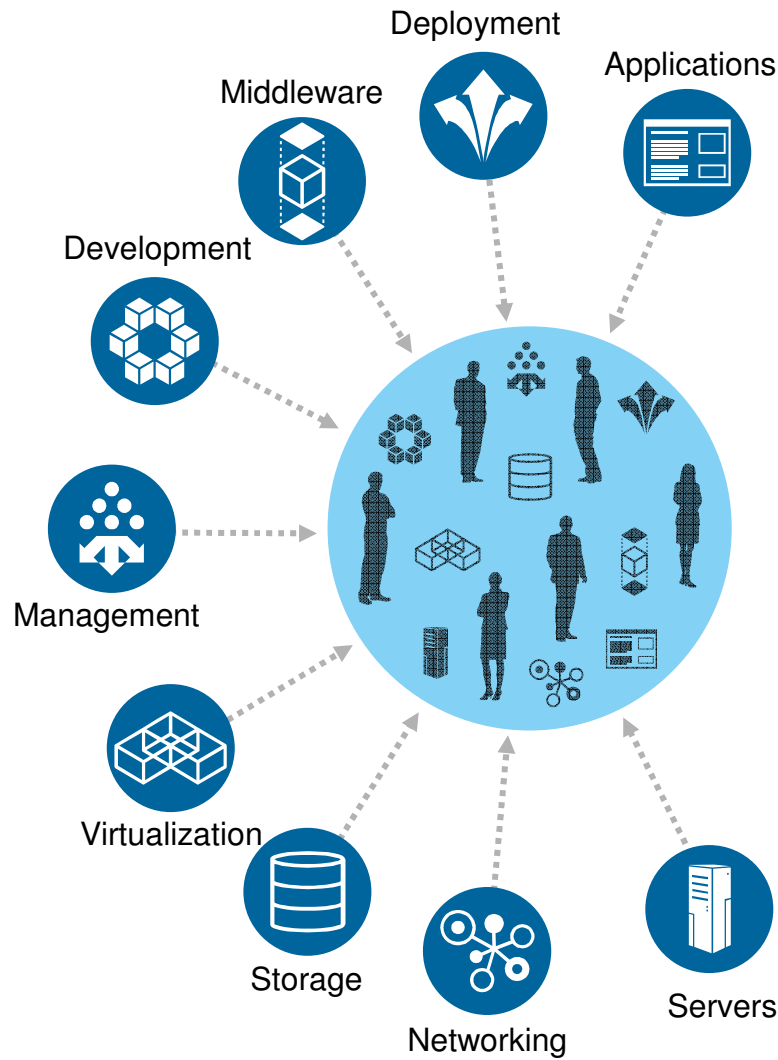 Deployment
Applications
Middleware
Development
Management
Virtualization
Storage
Servers
Networking